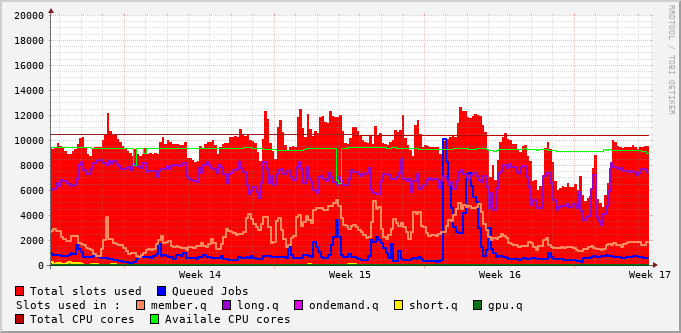 20000
18000
16000
14000
12000
10000
8000
6000
4000
2000
0
Week 14 Week 15 Week 16 Week 17
RRDTOOL / TOBI OETIKER
Total slots used Queued Jobs
Slots used in : member.q long.q ondemand.q short.q gpu.q
Total CPU cores Availale CPU cores